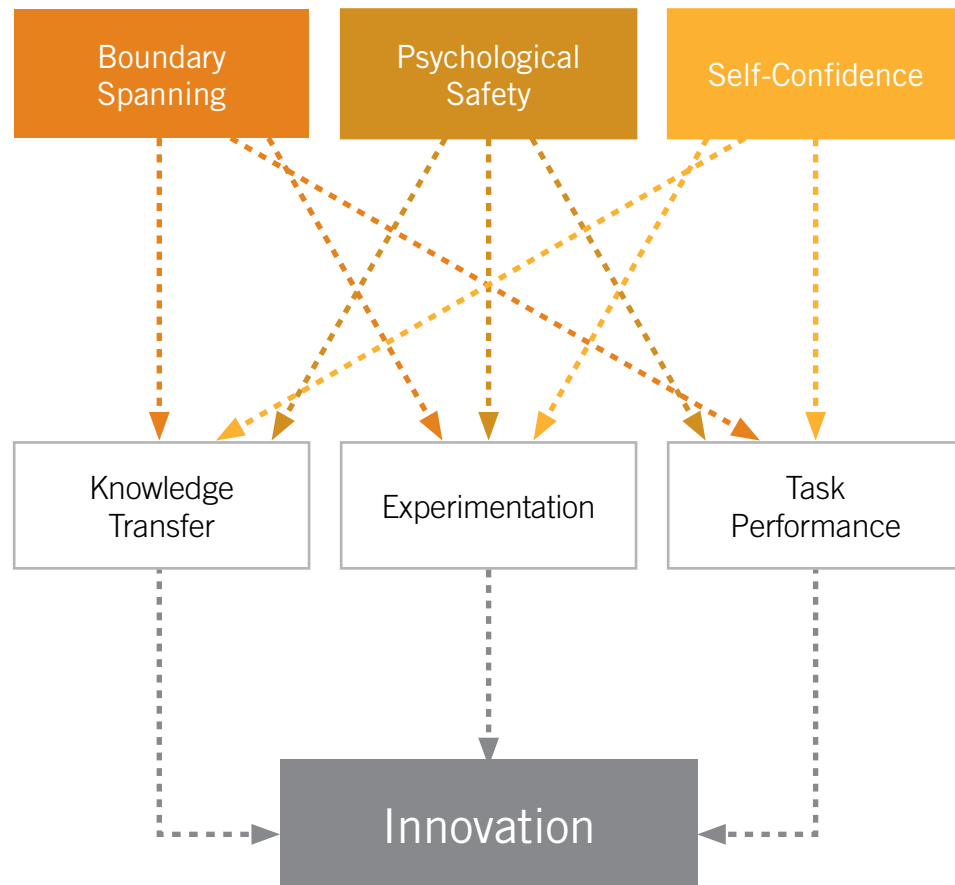 Boundary
Spanning
Psychological
Safety
Self-Confidence
Knowledge
Transfer
Experimentation
Task
Performance
Innovation